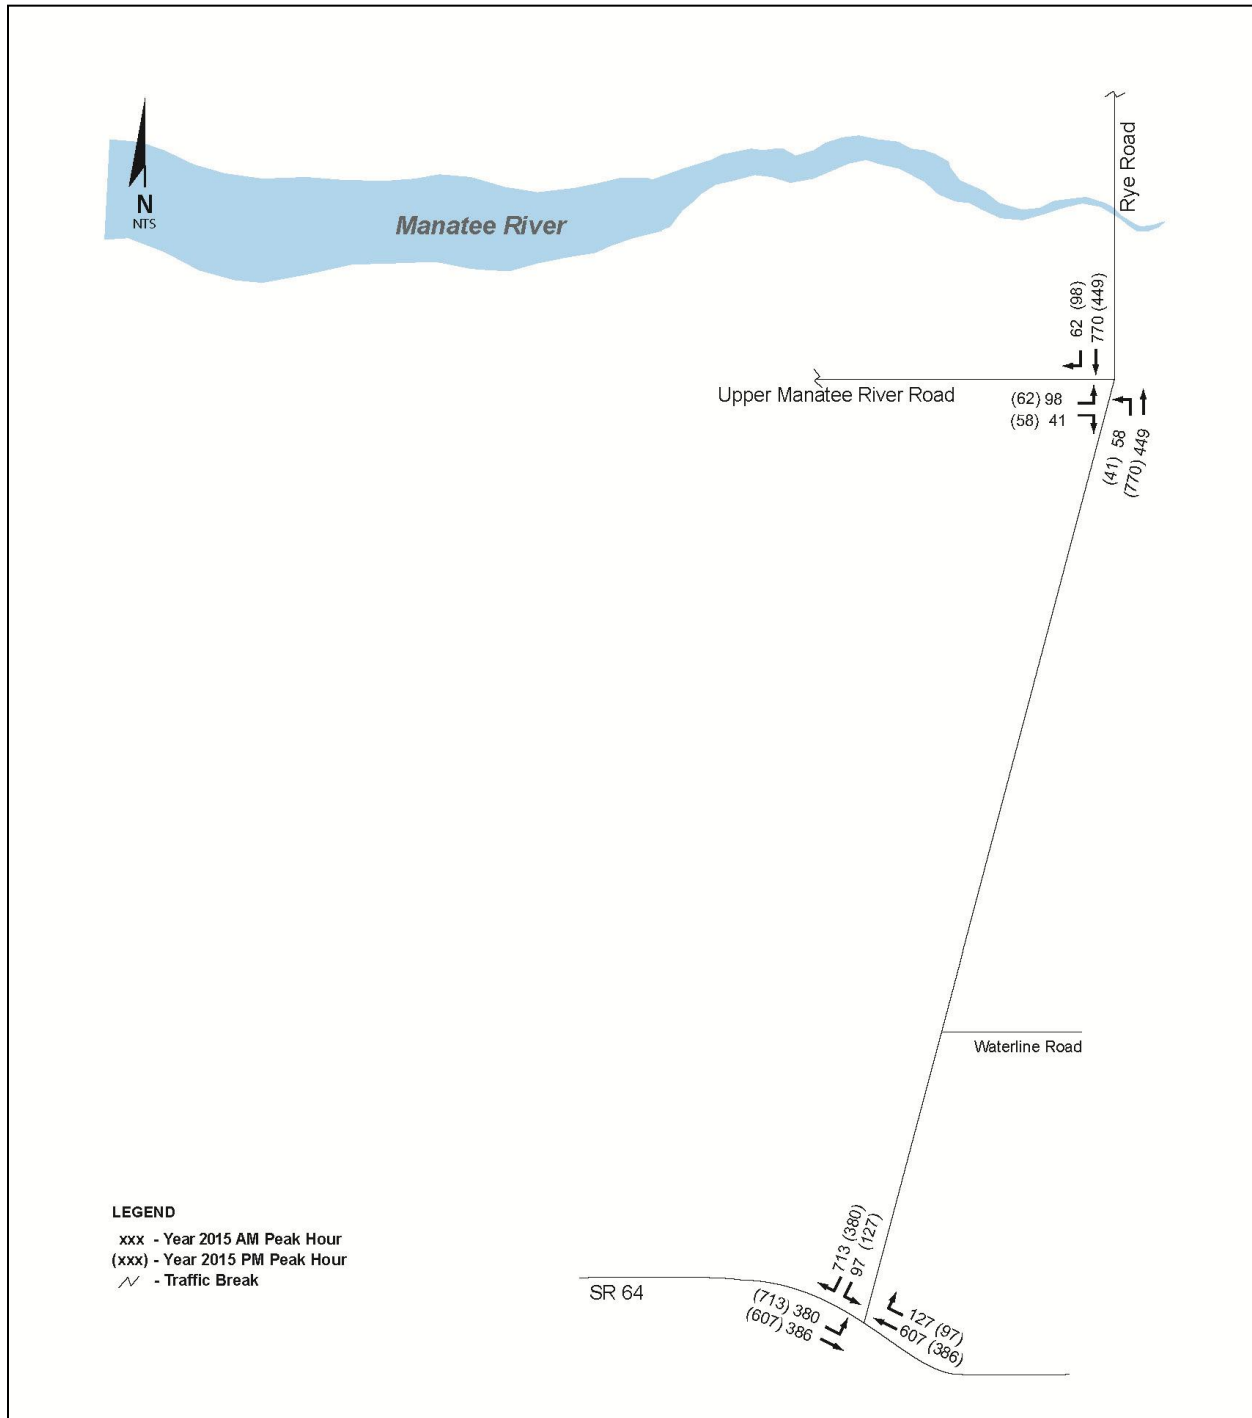 Rye Road
N
NTS
Manatee River
62 (98)
770 (449)
Upper Manatee River Road
(62) 98
(58) 41
(41) 58
(770) 449
Waterline Road
LEGEND
xxx - Year 2015 AM Peak Hour
(xxx) - Year 2015 PM Peak Hour
- Traffic Break
713 (380)
97 (127)
SR 64
(713) 380
(607) 386
127 (97)
607 (386)